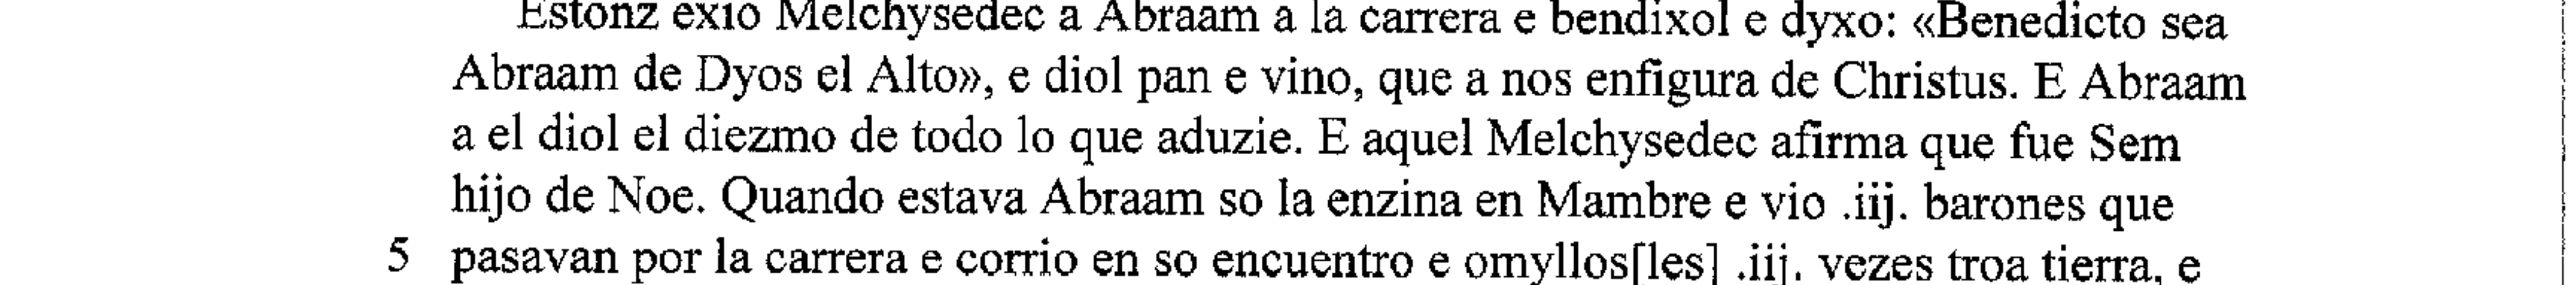 Estonz exio Melchysedec a Abraam a la carrera e bendixol e dyxo: «Benedicto sea
Abraam de Dyos el Alto», e diol pan e vino, que a nos enfigura de Christus. E Abraam
a el diol el diezmo de todo lo que aduzie. E aquel Melchysedec afirma que fue Sem
hijo de Noe. Quando estava Abraam so la enzina en Mambre e vio .iij. barones que
5 pasavan por la carrera e corrio en so encuentro e omyllos[les] .iij. vezes troa tierra, e